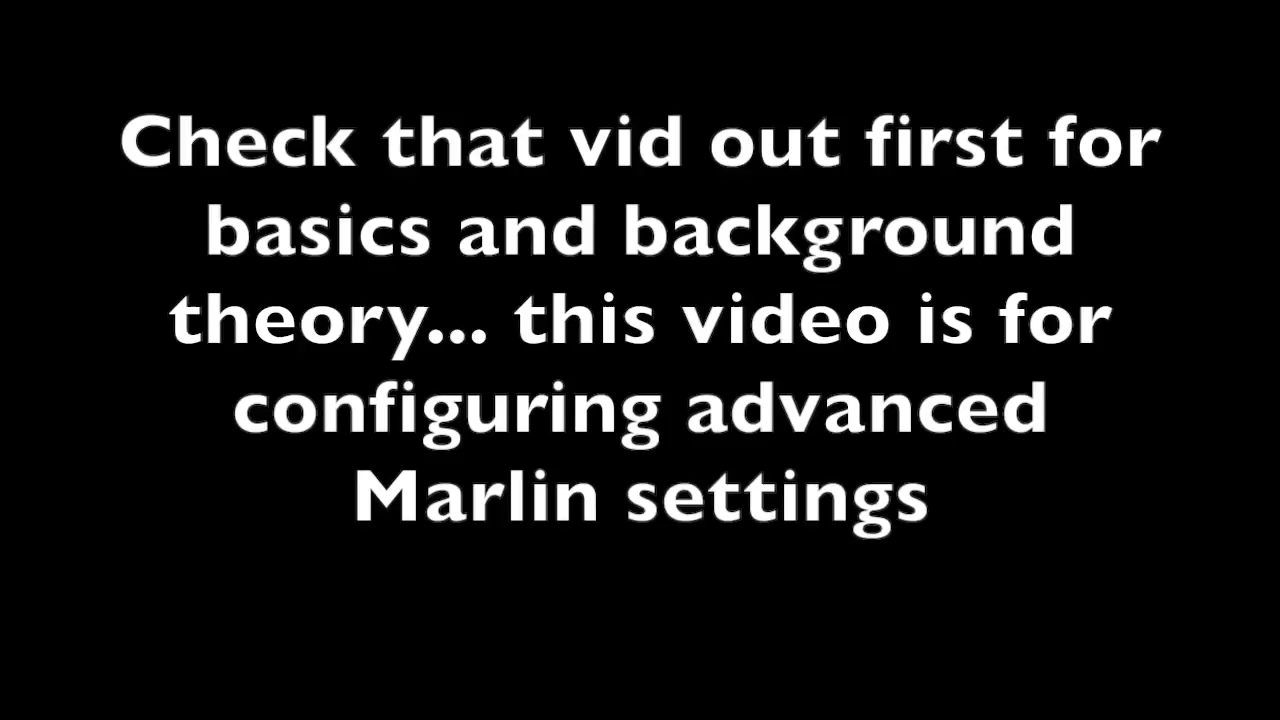 Check that vid out first for
basics and background
theory... this video is for
configuring advanced
Marlin settings